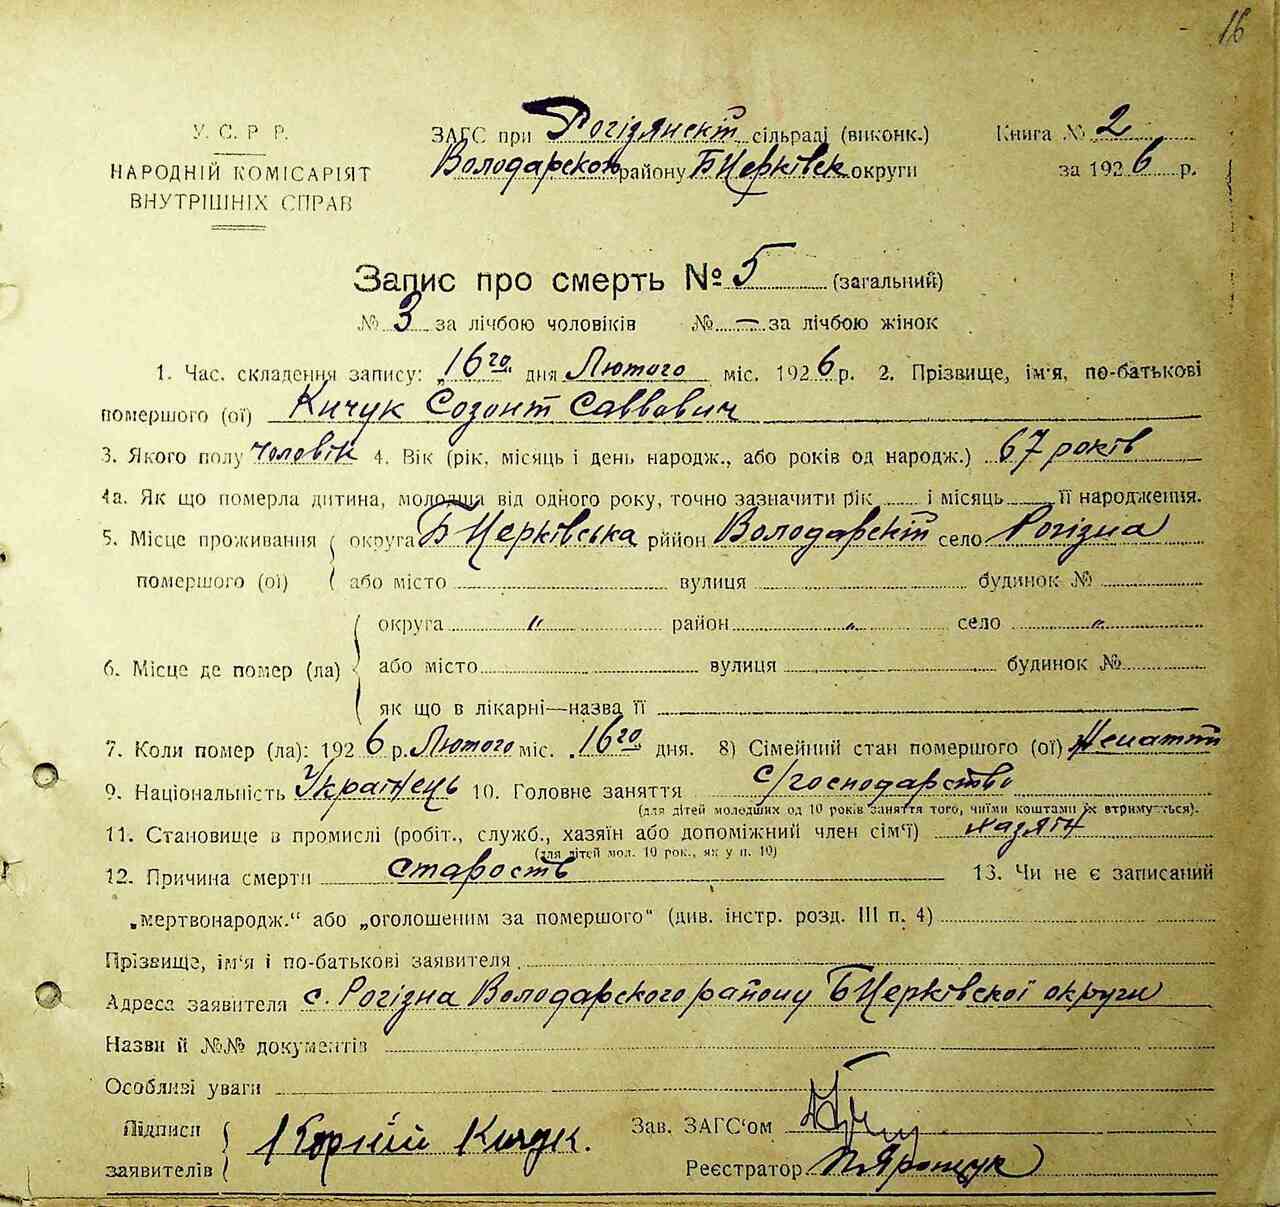 16
У. С. Р. Р.
НАРОДНІЙ КОМІСАРІЯТ
ВНУТРІШНІХ СПРАВ
ЗАГС при Рогізянскій сільраді (виконк.)
Володарского району Б Церківск округи
Книга № 2
за 1926 р.
Запис про смерть № 5 (загальний)
№ 3 за лічбою чоловіків № — за лічбою жінок
1. Час. складення запису: „16го" дня Лютого міс. 1926 р. 2. Прізвище, ім'я, по-батькові
помершого (ої) Кичук Созонт Саввович
3. Якого полу чоловік 4. Вік (рік, місяць і день народж., або років од народж.) 67 років
4а. Як що померла дитина, молодша від одного року, точно зазначити рік і місяць її народження.
5. Місце проживання помершого (ої) округа Б Церківська район Володарскій село Рогізна
або місто вулиця будинок №
6. Місце де помер (ла) округа " район " село "
або місто вулиця будинок №
як що в лікарні—назва її
7. Коли помер (ла): 1926 р. Лютого міс. „16го" дня. 8) Сімейний стан помершого (ої)
9. Національність Українець 10. Головне заняття с/господарство
(для дітей молодших од 10 років заняття того, чиїми коштами їх втримується).
11. Становище в промислі (робіт., служб., хазяїн або допоміжний член сім'ї) хазяїн
(для дітей мол. 10 рок., як у п. 10)
12. Причина смерти старость 13. Чи не є записаний
„мертвонародж." або „оголошеним за помершого" (див. інстр. розд. III п. 4)
Прізвище, ім'я і по-батькові заявителя
Адреса заявителя с. Рогізна Володарского району Б Церківскої округи
Назви й №№ документів
Особливі уваги
Підписи заявителів Корній Кичук.
Зав. ЗАГС'ом
Реєстратор П. Ярощук